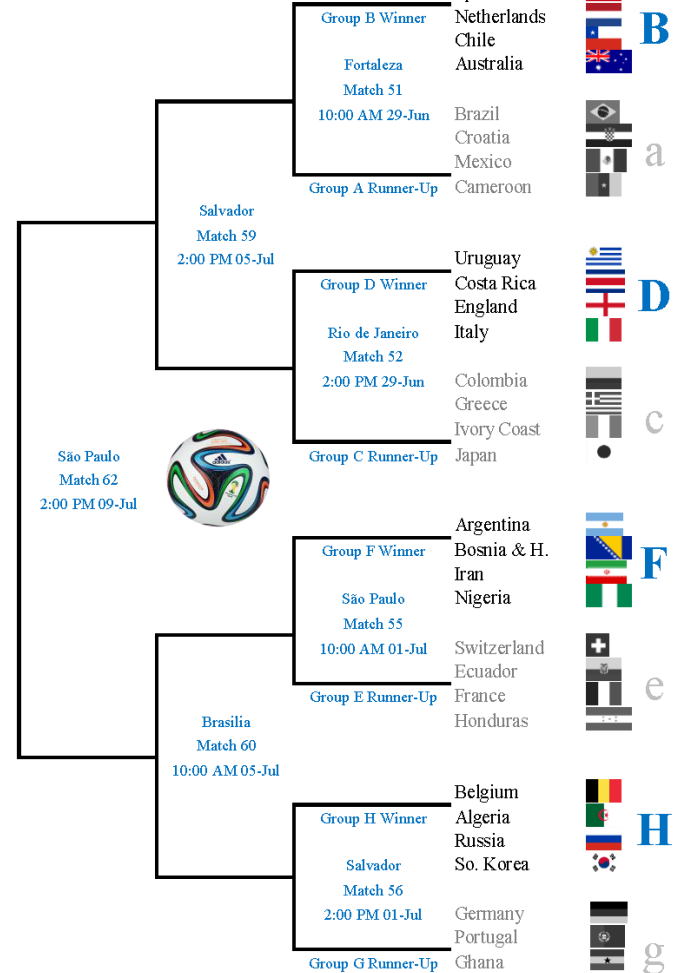 Group B Winner
Netherlands
B
Chile
Fortaleza
Australia
Match 51
10:00 AM 29-Jun
Brazil
Croatia
a
Mexico
Group A Runner-Up
Cameroon
Salvador
Match 59
2:00 PM 05-Jul
Uruguay
Group D Winner
Costa Rica
D
England
Rio de Janeiro
Italy
Match 52
2:00 PM 29-Jun
Colombia
Greece
c
Ivory Coast
Group C Runner-Up
Japan
São Paulo
Match 62
2:00 PM 09-Jul
adidas
Argentina
Group F Winner
Bosnia & H.
F
Iran
São Paulo
Nigeria
Match 55
10:00 AM 01-Jul
Switzerland
Ecuador
e
Group E Runner-Up
France
Honduras
Brasilia
Match 60
10:00 AM 05-Jul
Belgium
Group H Winner
Algeria
H
Russia
Salvador
So. Korea
Match 56
2:00 PM 01-Jul
Germany
Portugal
g
Group G Runner-Up
Ghana